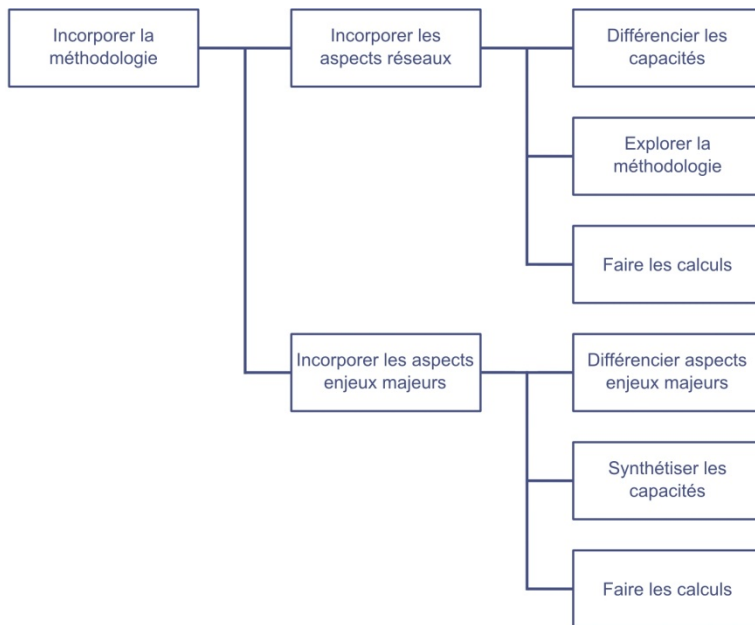 Incorporer la
méthodologie
Incorporer les
aspects réseaux
Différencier les
capacités
Explorer la
méthodologie
Faire les calculs
Incorporer les aspects
enjeux majeurs
Différencier aspects
enjeux majeurs
Synthétiser les
capacités
Faire les calculs